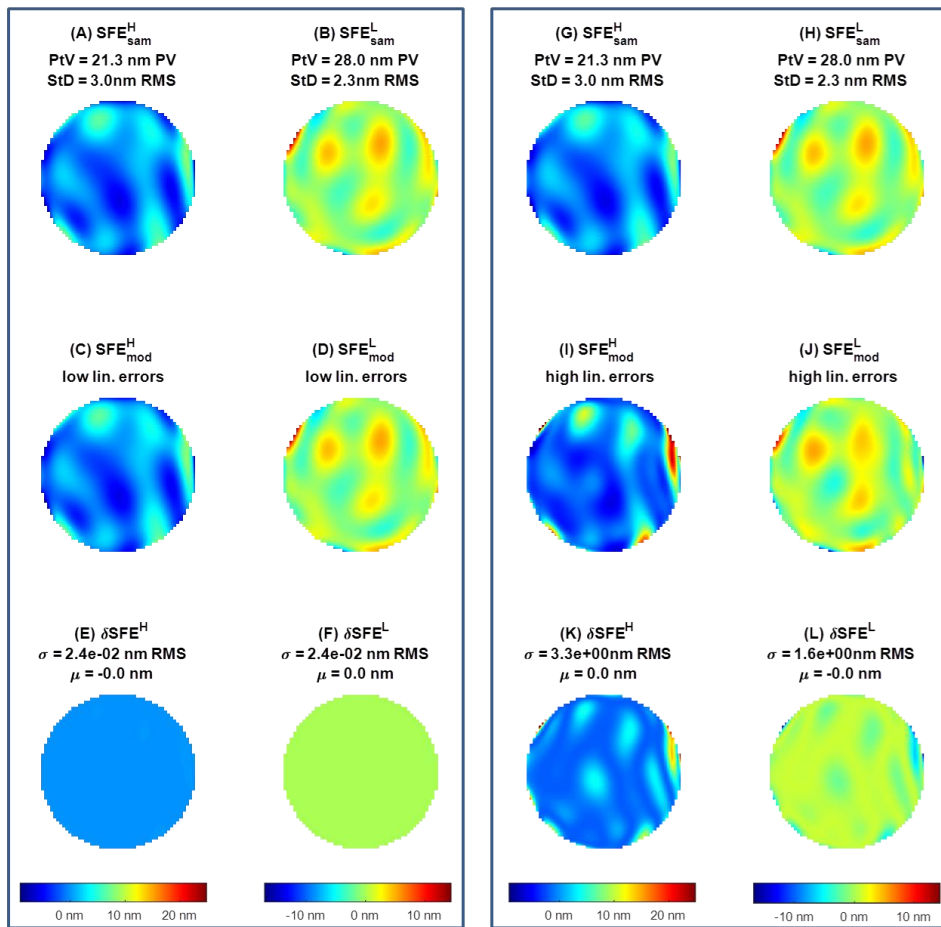 (A) SFE^H_sam
PtV = 21.3 nm PV
StD = 3.0nm RMS
(B) SFE^L_sam
PtV = 28.0 nm PV
StD = 2.3nm RMS
(C) SFE^H_mod
low lin. errors
(D) SFE^L_mod
low lin. errors
(E) δSFE^H
σ = 2.4e-02 nm RMS
μ = -0.0 nm
(F) δSFE^L
σ = 2.4e-02 nm RMS
μ = 0.0 nm
0 nm 10 nm 20 nm
-10 nm 0 nm 10 nm
(G) SFE^H_sam
PtV = 21.3 nm PV
StD = 3.0 nm RMS
(H) SFE^L_sam
PtV = 28.0 nm PV
StD = 2.3 nm RMS
(I) SFE^H_mod
high lin. errors
(J) SFE^L_mod
high lin. errors
(K) δSFE^H
σ = 3.3e+00nm RMS
μ = 0.0 nm
(L) δSFE^L
σ = 1.6e+00nm RMS
μ = -0.0 nm
0 nm 10 nm 20 nm
-10 nm 0 nm 10 nm